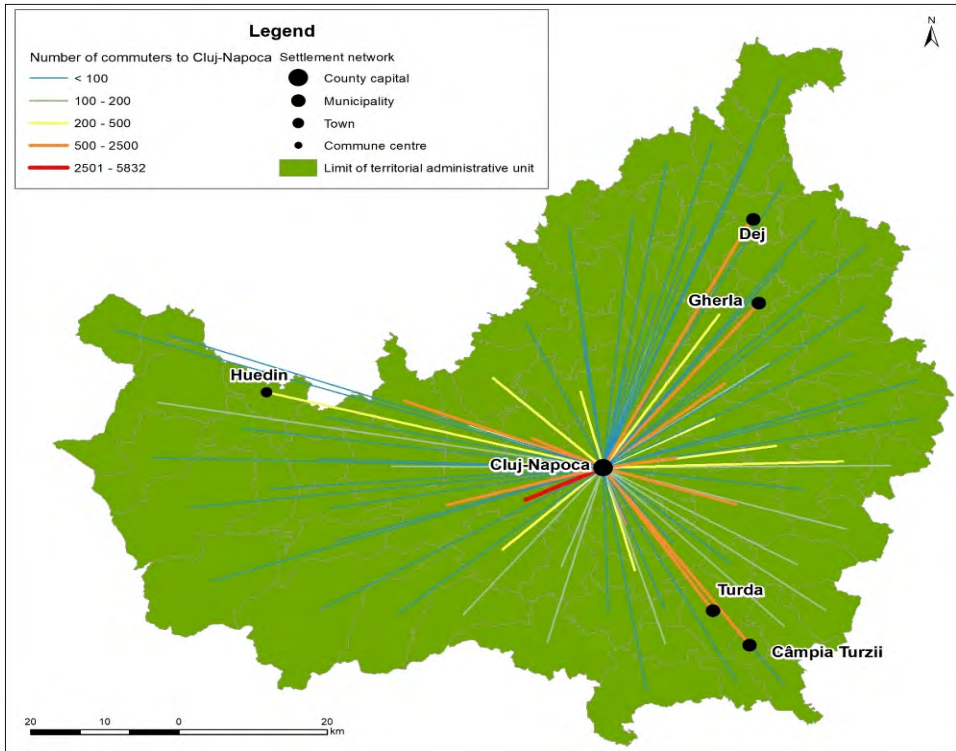 Legend
N
Number of commuters to Cluj-Napoca
< 100
100 - 200
200 - 500
500 - 2500
2501 - 5832
Settlement network
County capital
Municipality
Town
Commune centre
Limit of territorial administrative unit
Dej
Gherla
Huedin
Cluj-Napoca
Turda
Câmpia Turzii
20 10 0 20
km